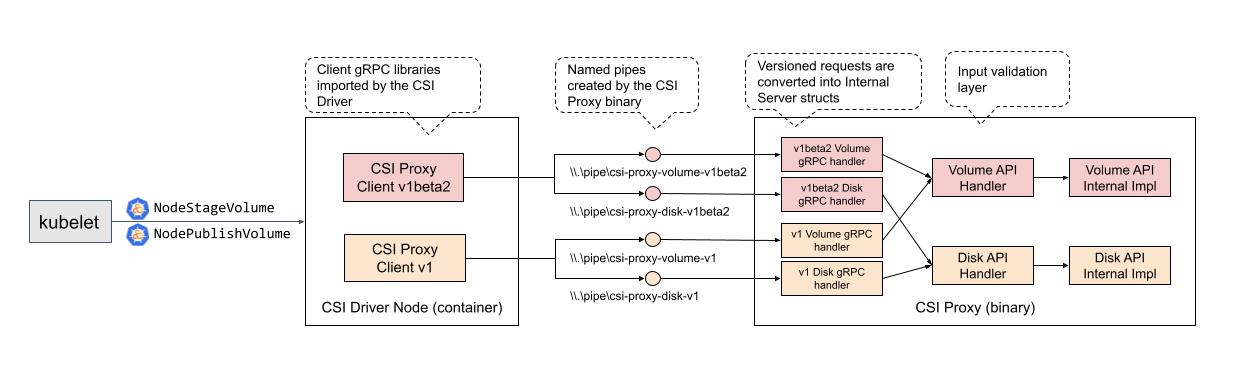 Client gRPC libraries
imported by the CSI
Driver
Named pipes
created by the CSI
Proxy binary
Versioned requests are
converted into Internal
Server structs
Input validation
layer
kubelet
NodeStageVolume
NodePublishVolume
CSI Proxy
Client v1beta2
CSI Proxy
Client v1
CSI Driver Node (container)
\\.\pipe\csi-proxy-volume-v1beta2
\\.\pipe\csi-proxy-disk-v1beta2
\\.\pipe\csi-proxy-volume-v1
\\.\pipe\csi-proxy-disk-v1
v1beta2 Volume
gRPC handler
v1beta2 Disk
gRPC handler
v1 Volume gRPC
handler
v1 Disk gRPC
handler
Volume API
Handler
Volume API
Internal Impl
Disk API
Handler
Disk API
Internal Impl
CSI Proxy (binary)